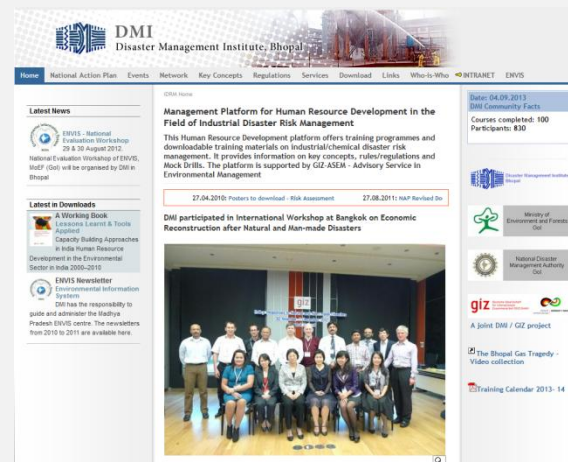 DMI
Disaster Management Institute, Bhopal
Home National Action Plan Events Network Key Concepts Regulations Services Download Links Who-is-Who INTRANET ENVIS
IDRM Home
Latest News
ENVIS - National
Evaluation Workshop
29 & 30 August 2012.
National Evaluation Workshop of ENVIS,
MoEF (GoI) will be organised by DMI in
Bhopal
Latest in Downloads
A Working Book
Lessons Learnt & Tools
Applied
Capacity Building Approaches
in India Human Resource
Development in the Environmental
Sector in India 2000-2010
ENVIS Newsletter
Environmental Information
System
DMI has the responsibility to
guide and administer the Madhya
Pradesh ENVIS centre. The newsletters
from 2010 to 2011 are available here.
Management Platform for Human Resource Development in the
Field of Industrial Disaster Risk Management
This Human Resource Development platform offers training programmes and
downloadable training materials on industrial/chemical disaster risk
management. It provides information on key concepts, rules/regulations and
Mock Drills. The platform is supported by GIZ-ASEM - Advisory Service in
Environmental Management
27.04.2010: Posters to download - Risk Assessment 27.08.2011: NAP Revised Do
DMI participated in International Workshop at Bangkok on Economic
Reconstruction after Natural and Man-made Disasters
giz
Date: 04.09.2013
DMI Community Facts
Courses completed: 100
Participants: 830
Disaster Management Institute
Bhopal
Ministry of
Environment and Forests
GoI
National Disaster
Management Authority
GoI
giz
A joint DMI / GIZ project
The Bhopal Gas Tragedy -
Video collection
Training Calendar 2013- 14